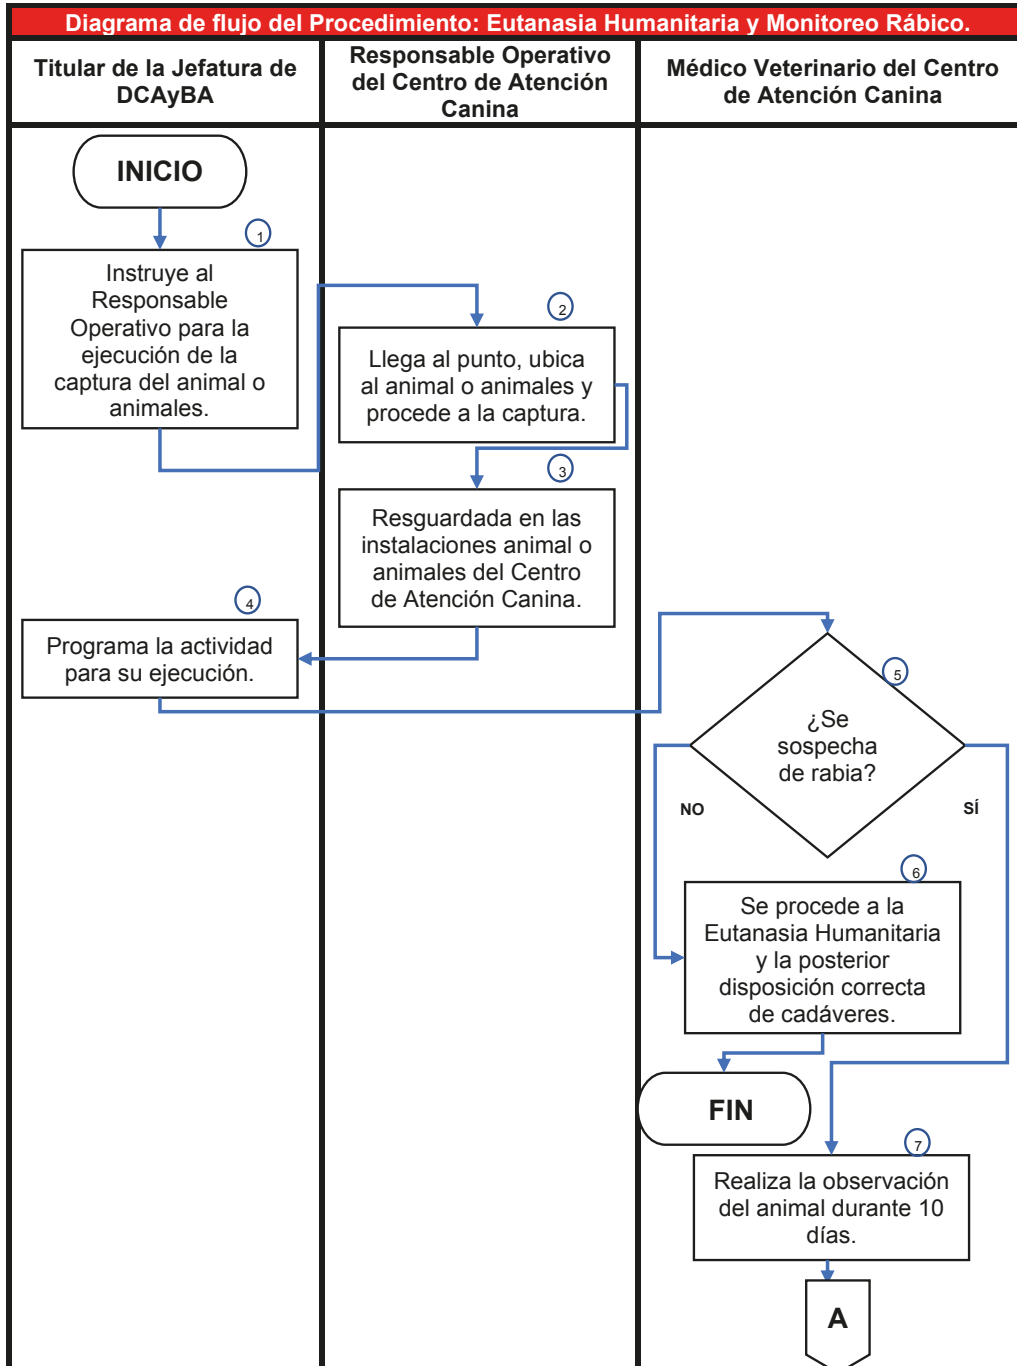 Diagrama de flujo del Procedimiento: Eutanasia Humanitaria y Monitoreo Rábico.
Titular de la Jefatura de
DCAyBA
Responsable Operativo
del Centro de Atención
Canina
Médico Veterinario del Centro
de Atención Canina
INICIO
1
Instruye al
Responsable
Operativo para la
ejecución de la
captura del animal o
animales.
2
Llega al punto, ubica
al animal o animales y
procede a la captura.
3
Resguardada en las
instalaciones animal o
animales del Centro
de Atención Canina.
4
Programa la actividad
para su ejecución.
5
¿Se
sospecha
de rabia?
NO
SÍ
6
Se procede a la
Eutanasia Humanitaria
y la posterior
disposición correcta
de cadáveres.
FIN
7
Realiza la observación
del animal durante 10
días.
A